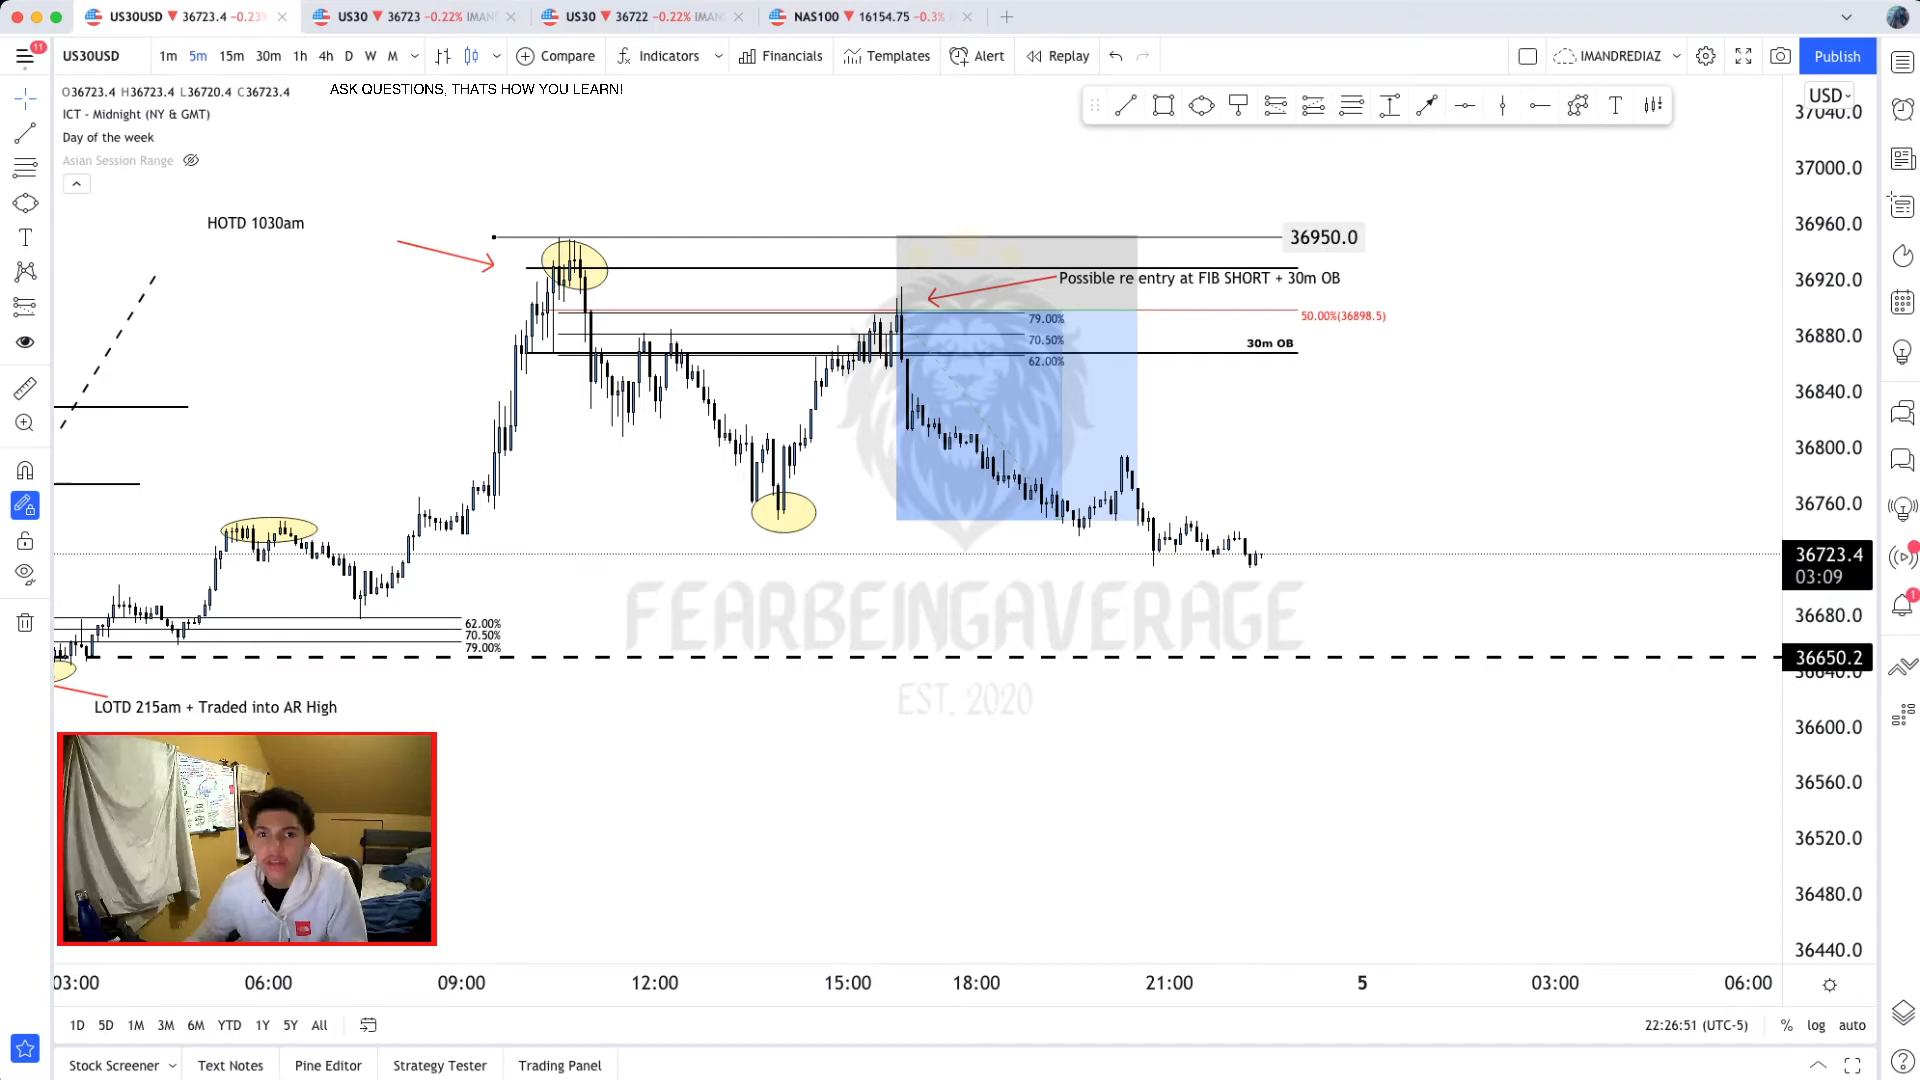 US30USD ▼ 36723.4 -0.23%
US30 ▼ 36723 -0.22% IMAN
US30 ▼ 36722 -0.22% IMAN
NAS100 ▼ 16154.75 -0.3%
11
US30USD 1m 5m 15m 30m 1h 4h D W M Compare Indicators Financials Templates Alert Replay IMANDREDIAZ Publish
O36723.4 H36723.4 L36720.4 C36723.4
ASK QUESTIONS, THATS HOW YOU LEARN!
ICT - Midnight (NY & GMT)
Day of the week
Asian Session Range
USD
37040.0
37000.0
36960.0
36920.0
36880.0
36840.0
36800.0
36760.0
36723.4
03:09
36680.0
36650.2
36640.0
36600.0
36560.0
36520.0
36480.0
36440.0
HOTD 1030am
36950.0
Possible re entry at FIB SHORT + 30m OB
50.00%(36898.5)
79.00%
70.50%
30m OB
62.00%
FEARBEINGAVERAGE
EST. 2020
62.00%
70.50%
79.00%
LOTD 215am + Traded into AR High
1
03:00 06:00 09:00 12:00 15:00 18:00 21:00 5 03:00 06:00
1D 5D 1M 3M 6M YTD 1Y 5Y All
22:26:51 (UTC-5) % log auto
Stock Screener Text Notes Pine Editor Strategy Tester Trading Panel